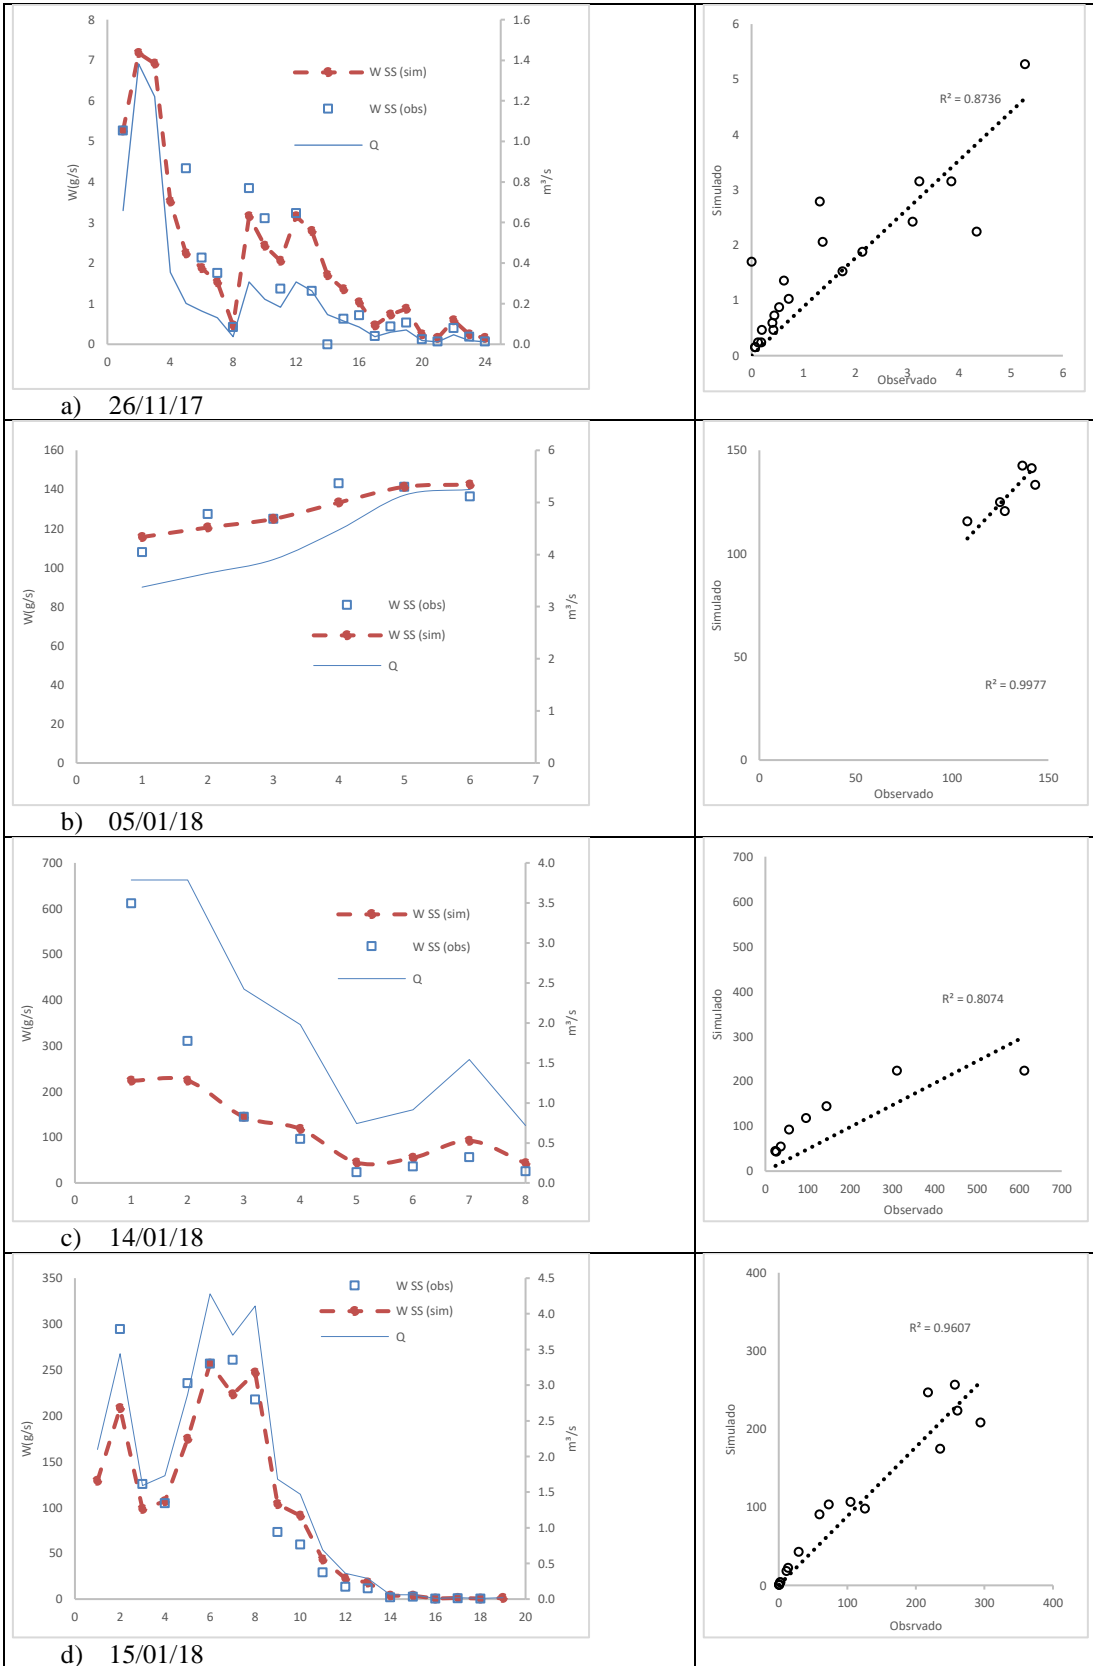 8
1.6
7
1.4
6
1.2
5
1.0
4
0.8
3
0.6
2
0.4
1
0.2
0
0.0
0 4 8 12 16 20 24
W(g/s)
m³/s
W SS (sim)
W SS (obs)
Q
6
5
4
3
2
1
0
0 1 2 3 4 5 6
Simulado
Observado
R² = 0.8736
a) 26/11/17
160
140
120
100
80
60
40
20
0
6
5
4
3
2
1
0
0 1 2 3 4 5 6 7
W(g/s)
m³/s
W SS (obs)
W SS (sim)
Q
150
100
50
0
0 50 100 150
Simulado
Observado
R² = 0.9977
b) 05/01/18
700
600
500
400
300
200
100
0
4.0
3.5
3.0
2.5
2.0
1.5
1.0
0.5
0.0
0 1 2 3 4 5 6 7 8
W(g/s)
m³/s
W SS (sim)
W SS (obs)
Q
700
600
500
400
300
200
100
0
0 100 200 300 400 500 600 700
Simulado
Observado
R² = 0.8074
c) 14/01/18
350
300
250
200
150
100
50
0
4.5
4.0
3.5
3.0
2.5
2.0
1.5
1.0
0.5
0.0
0 2 4 6 8 10 12 14 16 18 20
W(g/s)
m³/s
W SS (obs)
W SS (sim)
Q
400
300
200
100
0
0 100 200 300 400
Simulado
Obsrvado
R² = 0.9607
d) 15/01/18